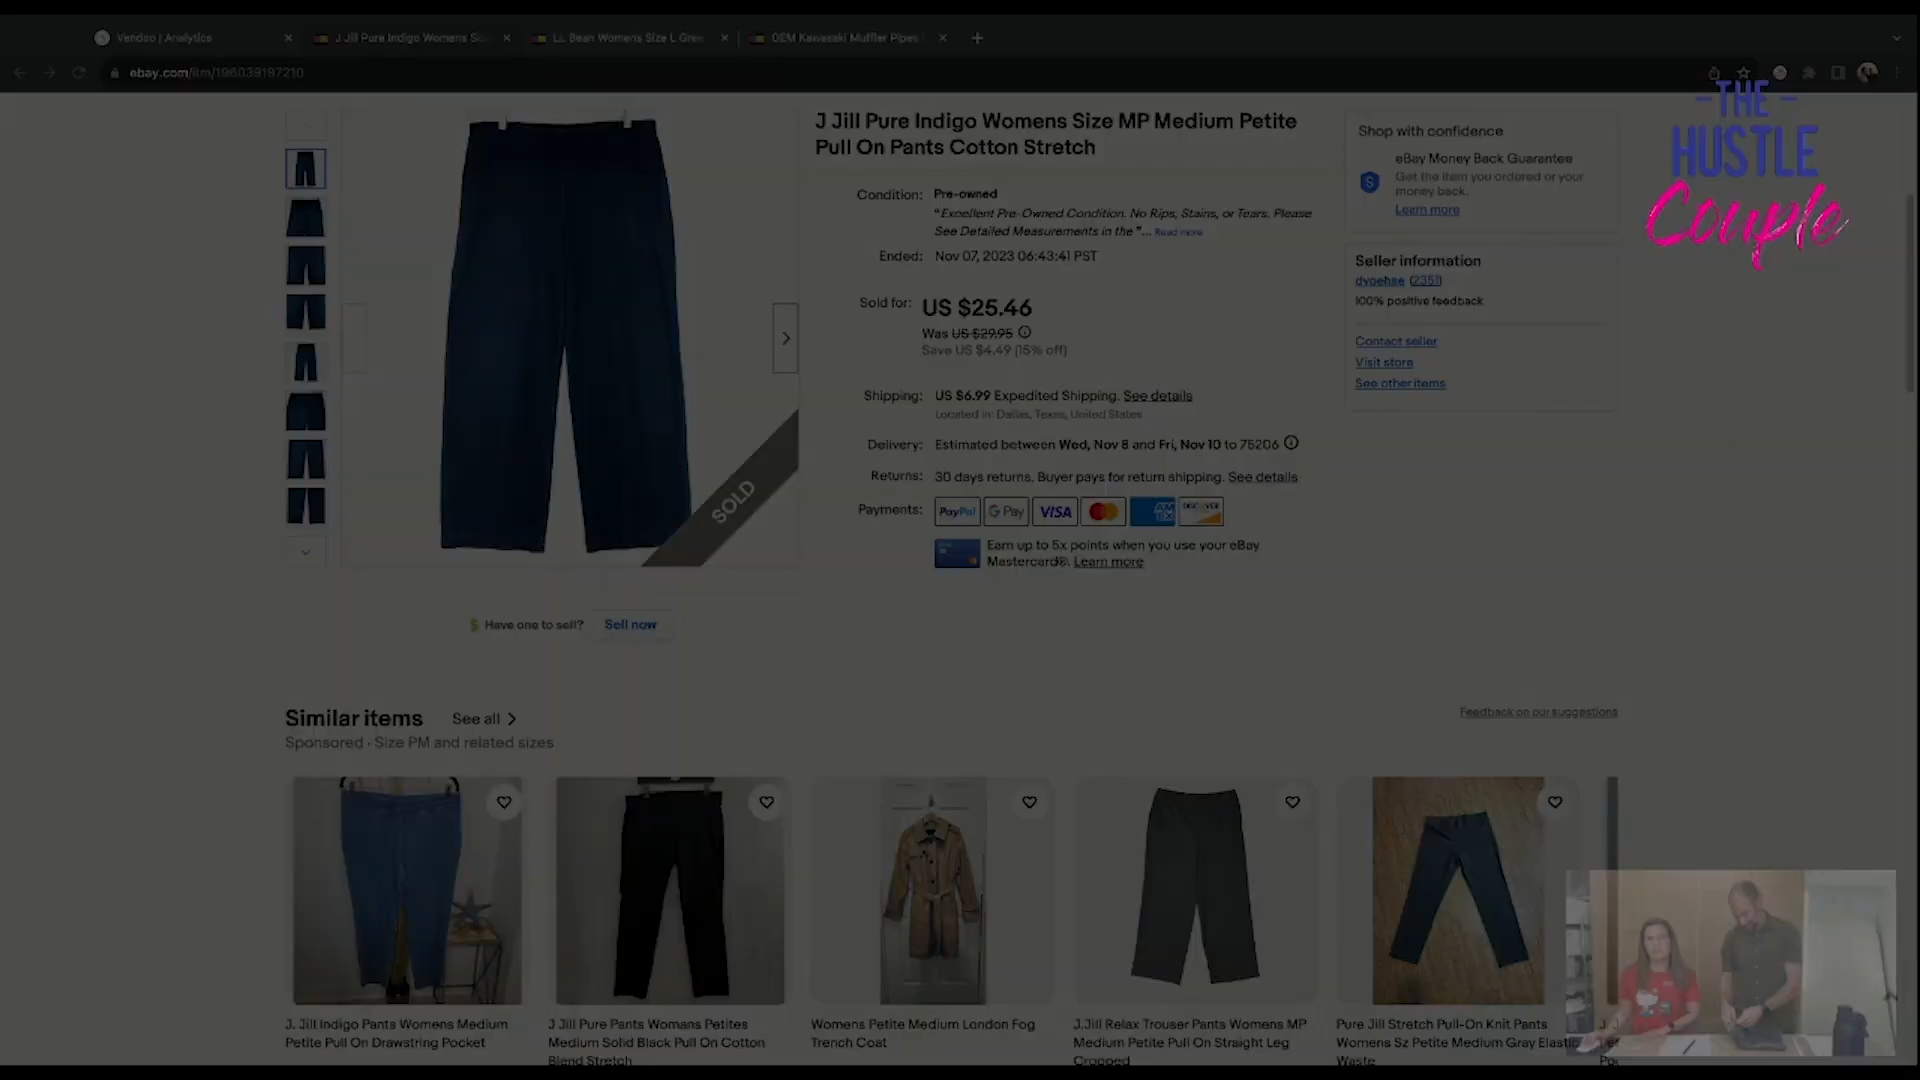 Vendoo | Analytics
J Jill Pure Indigo Womens Siz
LL Bean Womens Size L Gree
OEM Kawasaki Muffler Pipes
ebay.com/itm/196039197210
- THE -
HUSTLE
Couple
J Jill Pure Indigo Womens Size MP Medium Petite
Pull On Pants Cotton Stretch
Condition: Pre-owned
"Excellent Pre-Owned Condition. No Rips, Stains, or Tears. Please
See Detailed Measurements in the "... Read more
Ended: Nov 07, 2023 06:43:41 PST
Sold for: US $25.46
Was US $29.95
Save US $4.49 (15% off)
Shipping: US $6.99 Expedited Shipping. See details
Located in: Dallas, Texas, United States
Delivery: Estimated between Wed, Nov 8 and Fri, Nov 10 to 75206
Returns: 30 days returns. Buyer pays for return shipping. See details
Payments: PayPal G Pay VISA AM EX DISCOVER
Earn up to 5x points when you use your eBay
Mastercard®. Learn more
Shop with confidence
eBay Money Back Guarantee
Get the item you ordered or your
money back.
Learn more
Seller information
(2351)
100% positive feedback
Contact seller
Visit store
See other items
SOLD
Have one to sell? Sell now
Similar items See all
Feedback on our suggestions
Sponsored · Size PM and related sizes
J. Jill Indigo Pants Womens Medium
Petite Pull On Drawstring Pocket
J Jill Pure Pants Womans Petites
Medium Solid Black Pull On Cotton
Blend Stretch
Womens Petite Medium London Fog
Trench Coat
J.Jill Relax Trouser Pants Womens MP
Medium Petite Pull On Straight Leg
Cropped
Pure Jill Stretch Pull-On Knit Pants
Womens Sz Petite Medium Gray Elastic
Waste